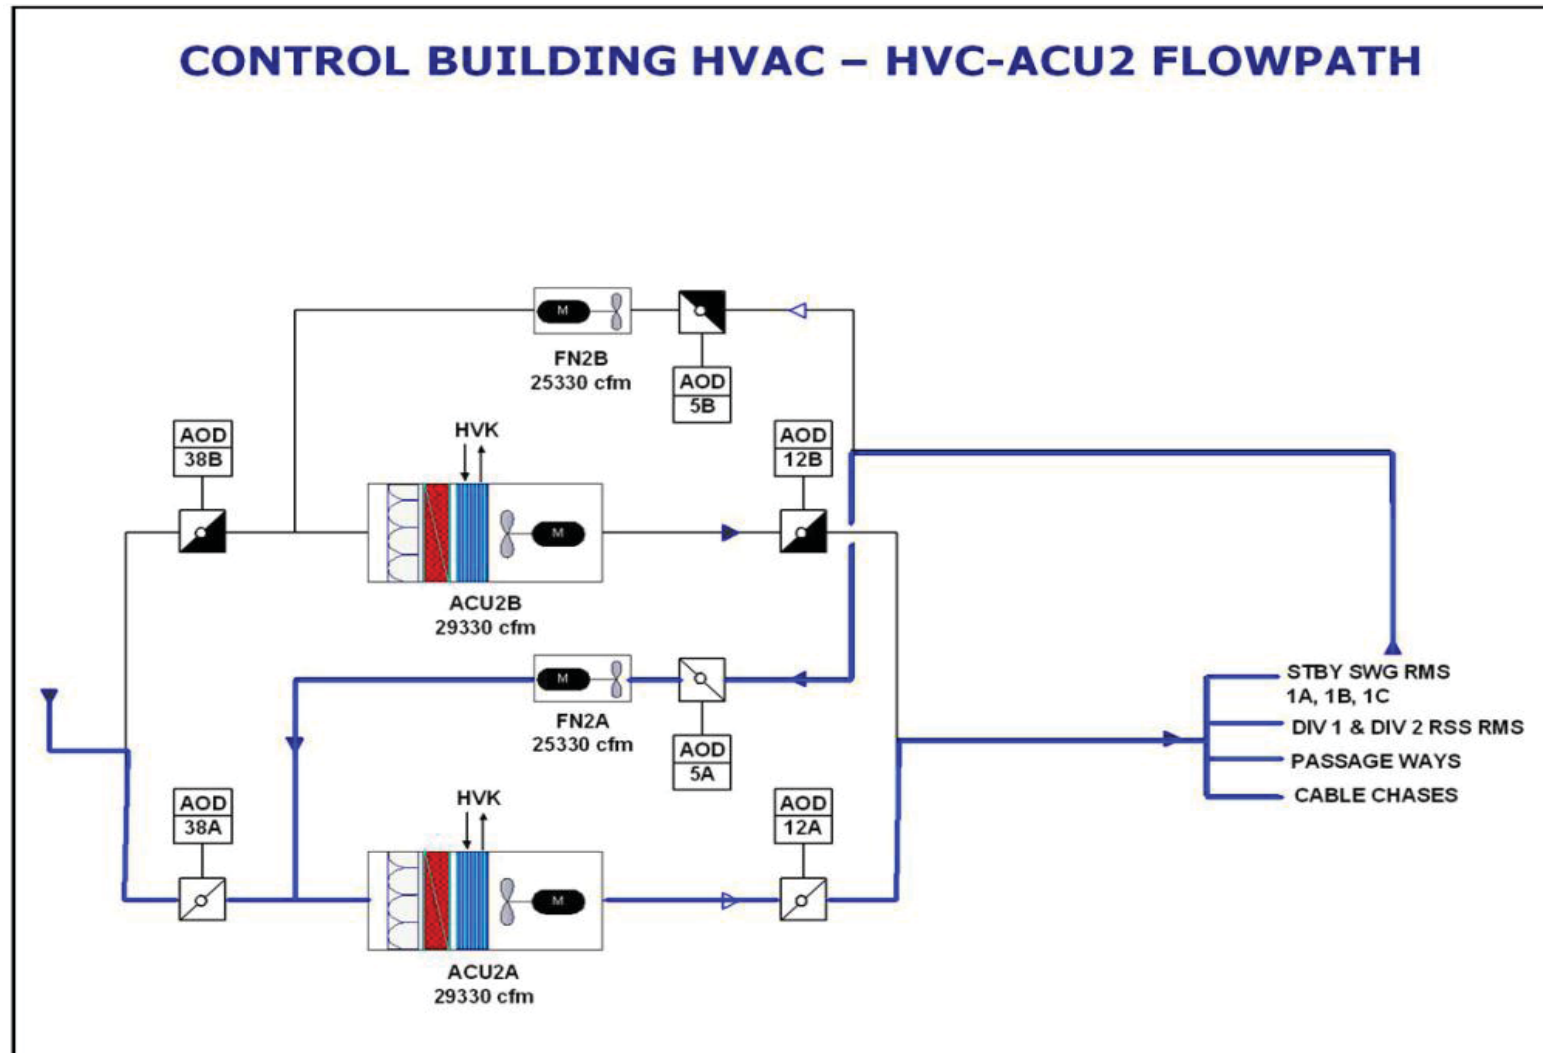 CONTROL BUILDING HVAC – HVC-ACU2 FLOWPATH
M
FN2B
25330 cfm
AOD
5B
AOD
38B
HVK
AOD
12B
M
ACU2B
29330 cfm
M
FN2A
25330 cfm
AOD
5A
STBY SWG RMS
1A, 1B, 1C
DIV 1 & DIV 2 RSS RMS
PASSAGE WAYS
CABLE CHASES
AOD
38A
HVK
AOD
12A
M
ACU2A
29330 cfm